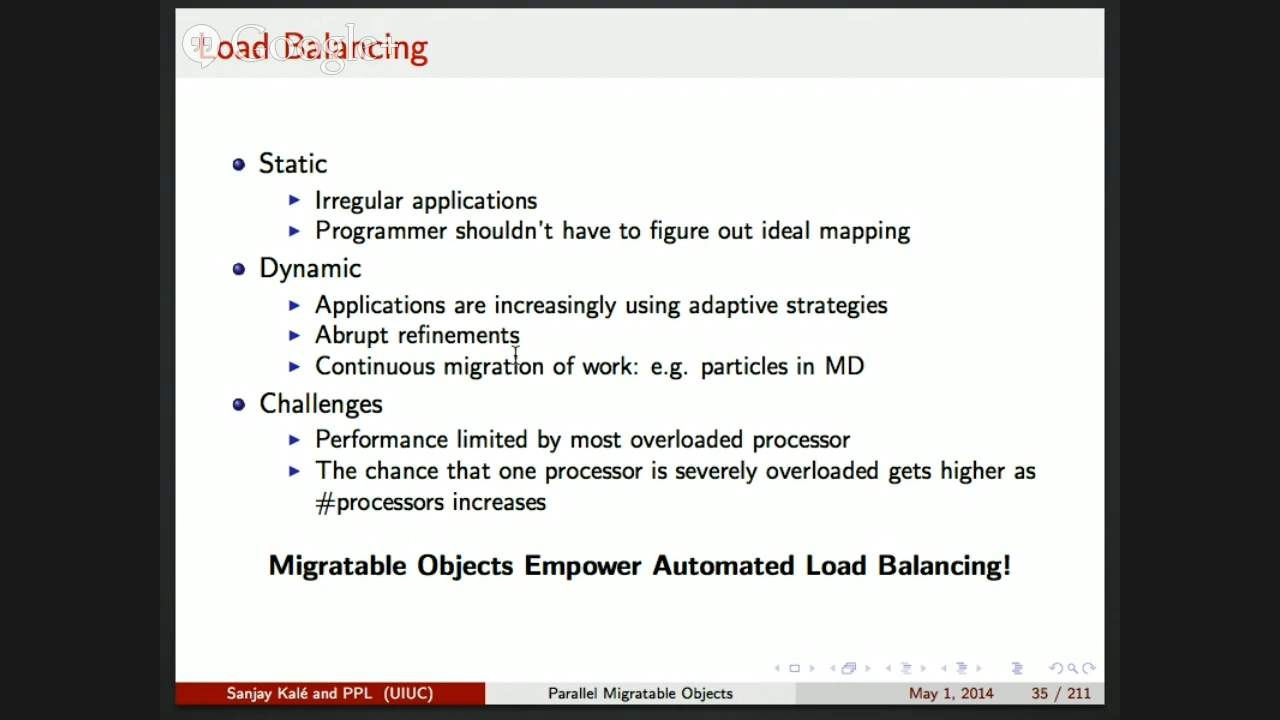 Load Balancing
Google+
Static
Irregular applications
Programmer shouldn't have to figure out ideal mapping
Dynamic
Applications are increasingly using adaptive strategies
Abrupt refinements
Continuous migration of work: e.g. particles in MD
Challenges
Performance limited by most overloaded processor
The chance that one processor is severely overloaded gets higher as
#processors increases
Migratable Objects Empower Automated Load Balancing!
Sanjay Kalé and PPL (UIUC) Parallel Migratable Objects May 1, 2014 35 / 211